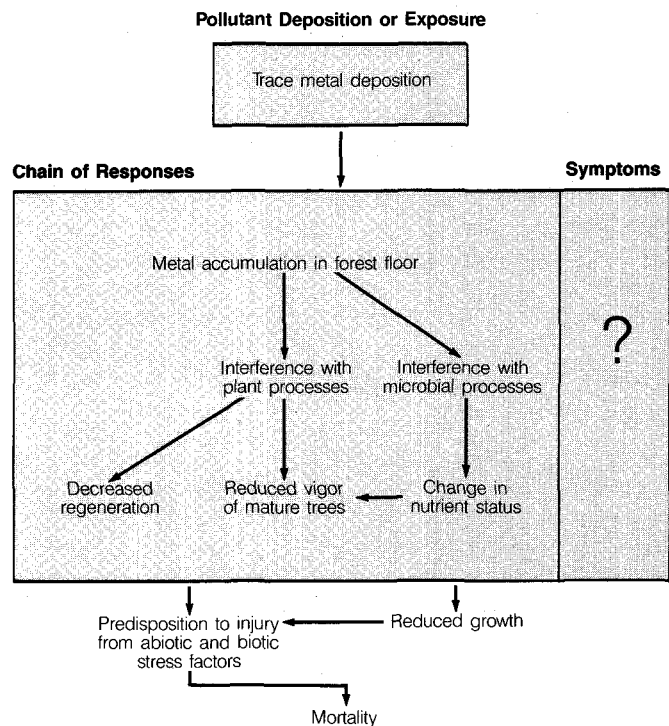 Pollutant Deposition or Exposure
Trace metal deposition
Chain of Responses
Symptoms
Metal accumulation in forest floor
?
Interference with
plant processes
Interference with
microbial processes
Decreased
regeneration
Reduced vigor
of mature trees
Change in
nutrient status
Predisposition to injury
from abiotic and biotic
stress factors
Reduced growth
Mortality